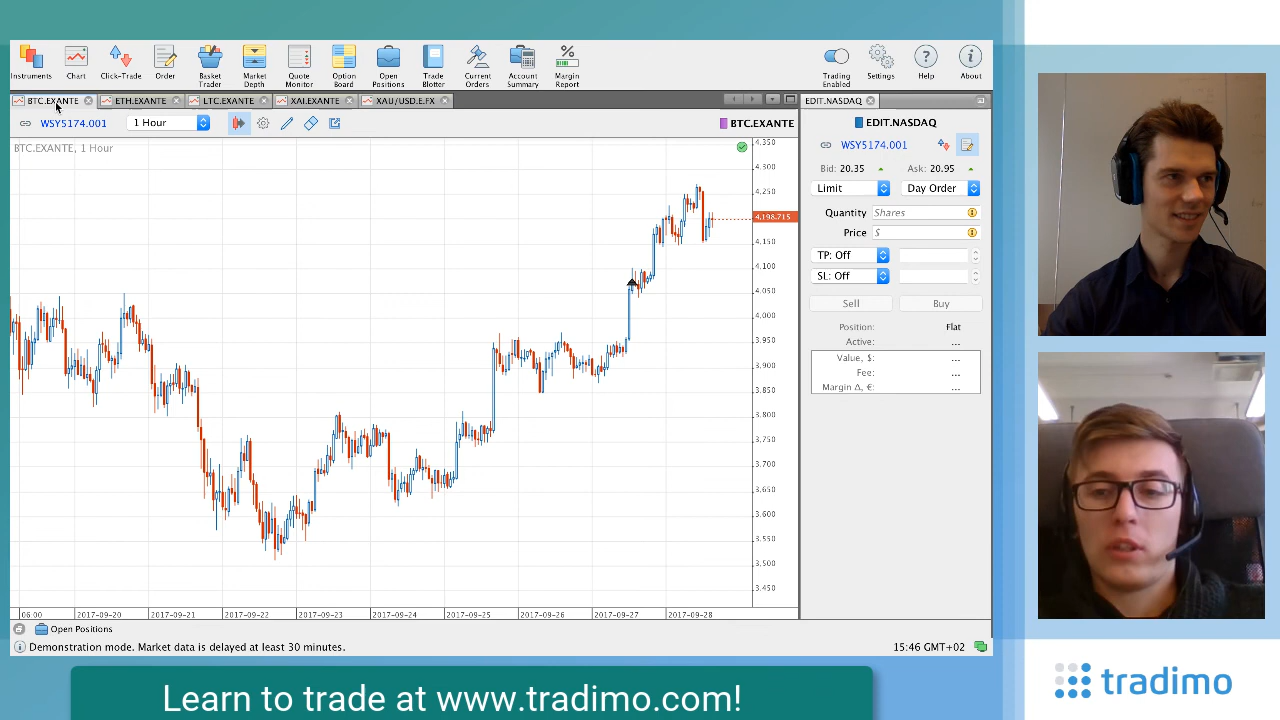 Instruments Chart Click-Trade Order Basket Trader Market Depth Quote Monitor Option Board Open Positions Trade Blotter Current Orders Account Summary Margin Report Trading Enabled Settings Help About
BTC.EXANTE ETH.EXANTE LTC.EXANTE XAI.EXANTE XAU/USD.E.FX EDIT.NASDAQ
WSY5174.001 1 Hour BTC.EXANTE
EDIT.NASDAQ
WSY5174.001
BTC.EXANTE, 1 Hour
Bid: 20.35 Ask: 20.95
Limit Day Order
Quantity Shares
Price $
TP: Off
SL: Off
Sell Buy
Position: Flat
Active: ...
Value, $: ...
Fee: ...
Margin Δ, €: ...
4,350
4,300
4,250
4,198.715
4,150
4,100
4,050
4,000
3,950
3,900
3,850
3,800
3,750
3,700
3,650
3,600
3,550
3,500
3,450
06:00 2017-09-20 2017-09-21 2017-09-22 2017-09-23 2017-09-24 2017-09-25 2017-09-26 2017-09-27 2017-09-28
Open Positions
Demonstration mode. Market data is delayed at least 30 minutes. 15:46 GMT+02
Learn to trade at www.tradimo.com!
tradimo